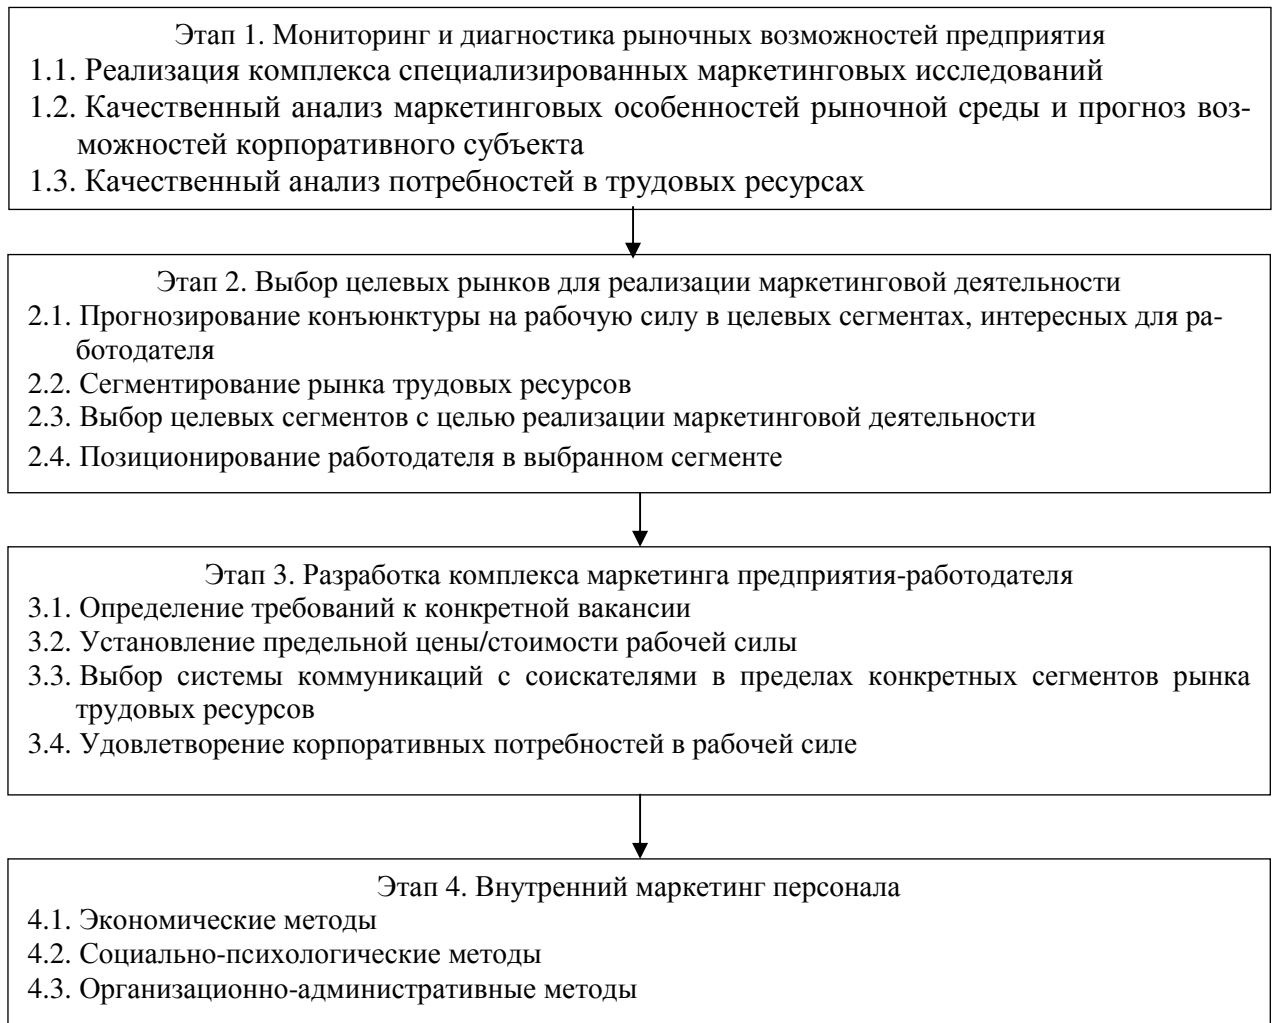 Этап 1. Мониторинг и диагностика рыночных возможностей предприятия
1.1. Реализация комплекса специализированных маркетинговых исследований
1.2. Качественный анализ маркетинговых особенностей рыночной среды и прогноз воз-
можностей корпоративного субъекта
1.3. Качественный анализ потребностей в трудовых ресурсах
Этап 2. Выбор целевых рынков для реализации маркетинговой деятельности
2.1. Прогнозирование конъюнктуры на рабочую силу в целевых сегментах, интересных для ра-
ботодателя
2.2. Сегментирование рынка трудовых ресурсов
2.3. Выбор целевых сегментов с целью реализации маркетинговой деятельности
2.4. Позиционирование работодателя в выбранном сегменте
Этап 3. Разработка комплекса маркетинга предприятия-работодателя
3.1. Определение требований к конкретной вакансии
3.2. Установление предельной цены/стоимости рабочей силы
3.3. Выбор системы коммуникаций с соискателями в пределах конкретных сегментов рынка
трудовых ресурсов
3.4. Удовлетворение корпоративных потребностей в рабочей силе
Этап 4. Внутренний маркетинг персонала
4.1. Экономические методы
4.2. Социально-психологические методы
4.3. Организационно-административные методы